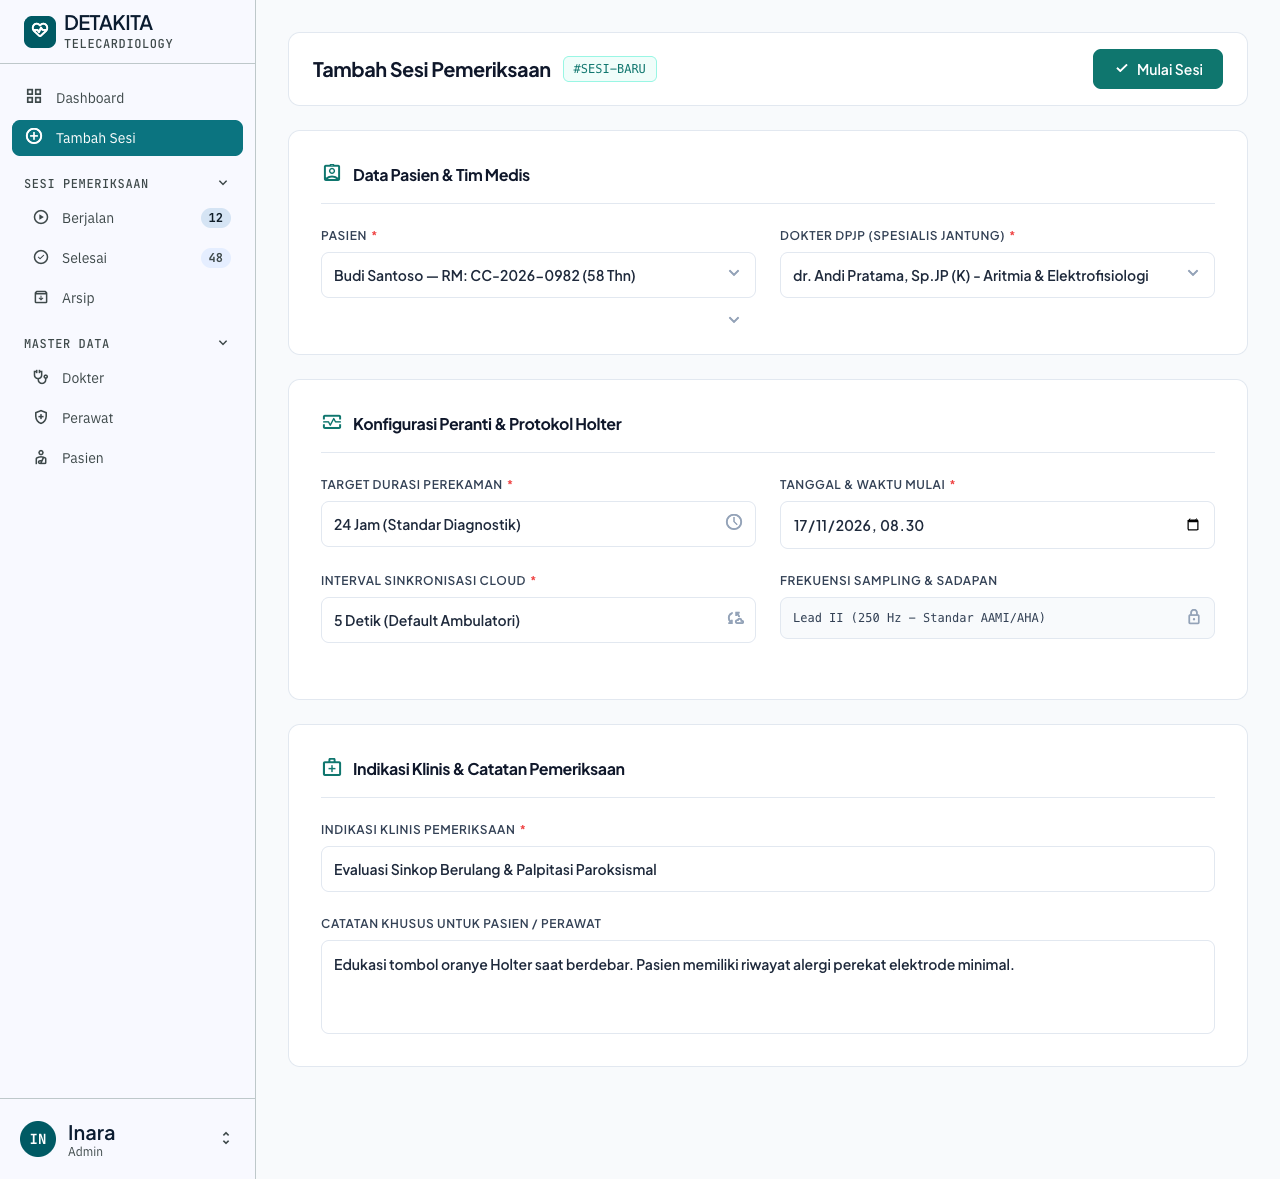 DETAKITA
TELECARDIOLOGY
Dashboard
Tambah Sesi
SESI PEMERIKSAAN
Berjalan 12
Selesai 48
Arsip
MASTER DATA
Dokter
Perawat
Pasien
IN
Inara
Admin
Tambah Sesi Pemeriksaan #SESI-BARU
Mulai Sesi
Data Pasien & Tim Medis
PASIEN *
Budi Santoso — RM: CC-2026-0982 (58 Thn)
DOKTER DPJP (SPESIALIS JANTUNG) *
dr. Andi Pratama, Sp.JP (K) - Aritmia & Elektrofisiologi
Konfigurasi Peranti & Protokol Holter
TARGET DURASI PEREKAMAN *
24 Jam (Standar Diagnostik)
TANGGAL & WAKTU MULAI *
17/11/2026, 08.30
INTERVAL SINKRONISASI CLOUD *
5 Detik (Default Ambulatori)
FREKUENSI SAMPLING & SADAPAN
Lead II (250 Hz – Standar AAMI/AHA)
Indikasi Klinis & Catatan Pemeriksaan
INDIKASI KLINIS PEMERIKSAAN *
Evaluasi Sinkop Berulang & Palpitasi Paroksismal
CATATAN KHUSUS UNTUK PASIEN / PERAWAT
Edukasi tombol oranye Holter saat berdebar. Pasien memiliki riwayat alergi perekat elektrode minimal.